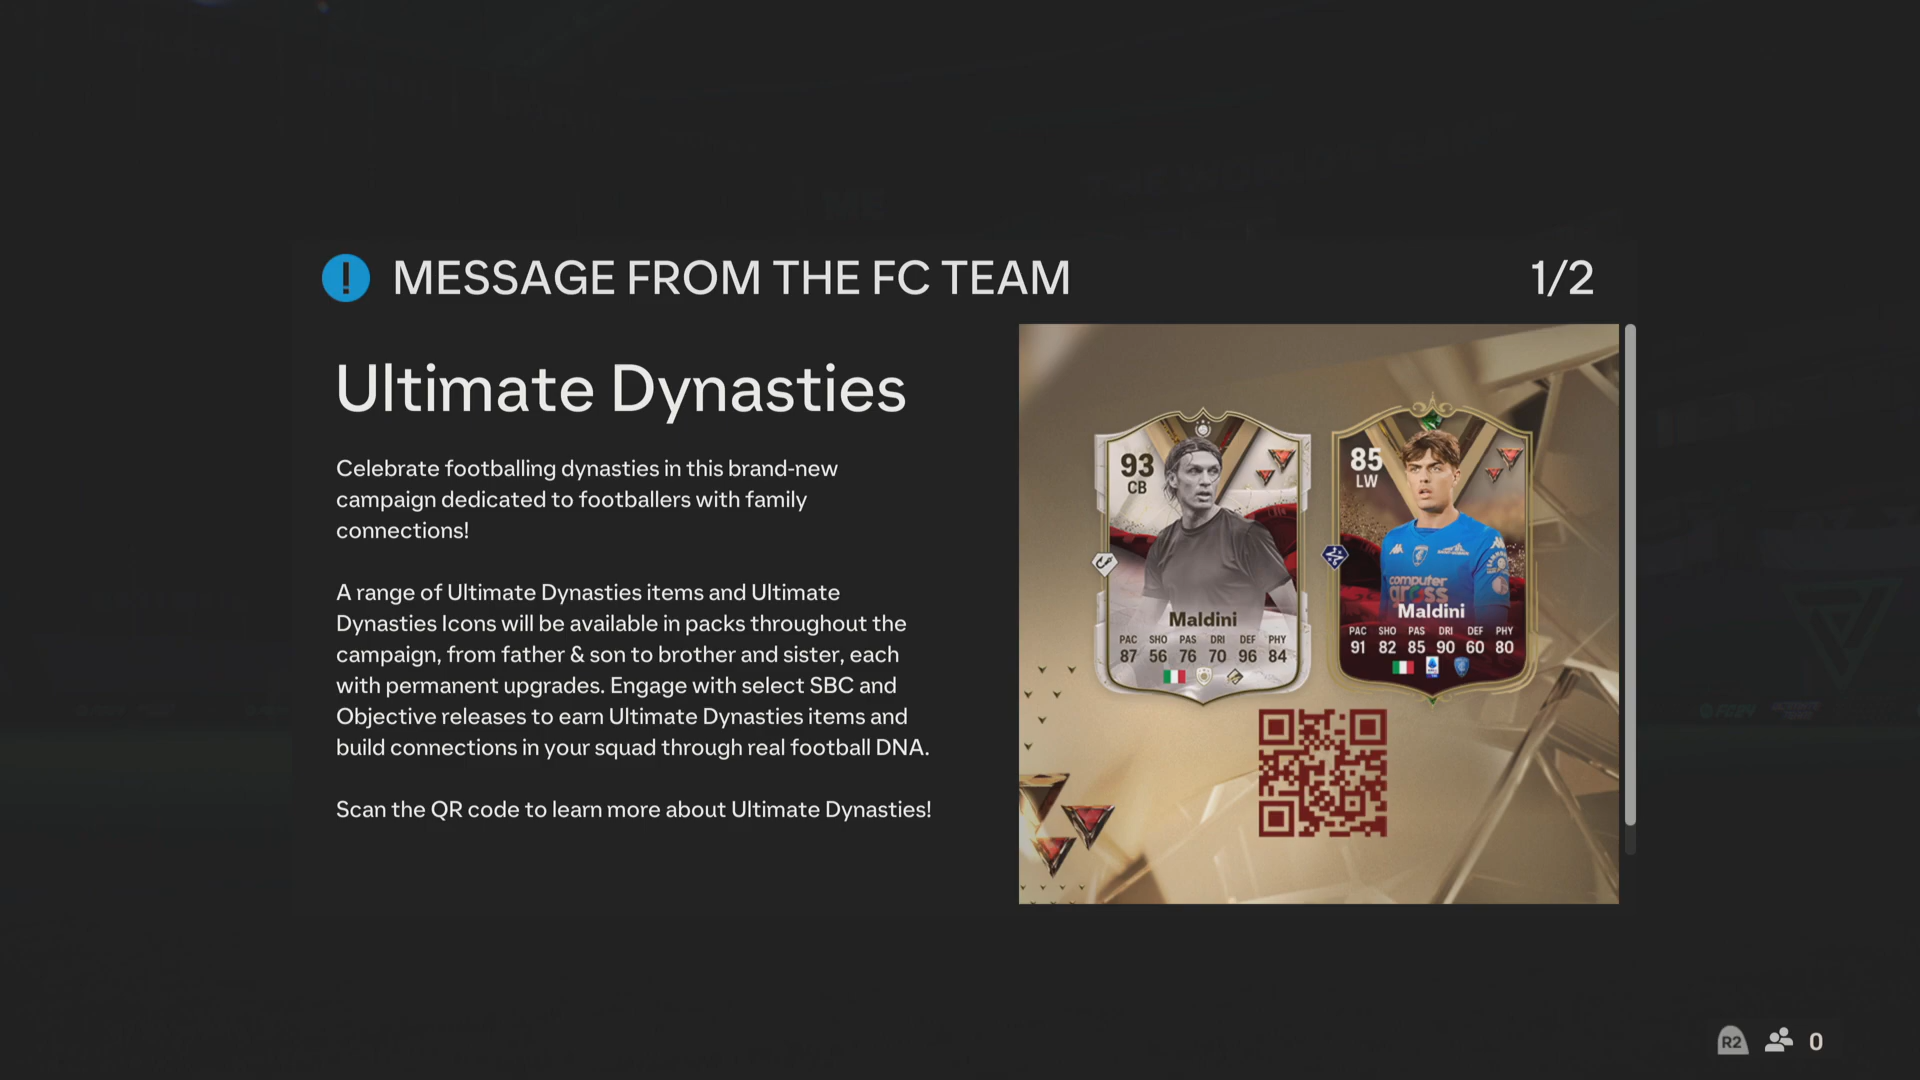 MESSAGE FROM THE FC TEAM
1/2
Ultimate Dynasties
Celebrate footballing dynasties in this brand-new
campaign dedicated to footballers with family
connections!
A range of Ultimate Dynasties items and Ultimate
Dynasties Icons will be available in packs throughout the
campaign, from father & son to brother and sister, each
with permanent upgrades. Engage with select SBC and
Objective releases to earn Ultimate Dynasties items and
build connections in your squad through real football DNA.
Scan the QR code to learn more about Ultimate Dynasties!
93
CB
Maldini
PAC SHO PAS DRI DEF PHY
87 56 76 70 96 84
85
LW
computer
gross
Maldini
PAC SHO PAS DRI DEF PHY
91 82 85 90 60 80
R2
0